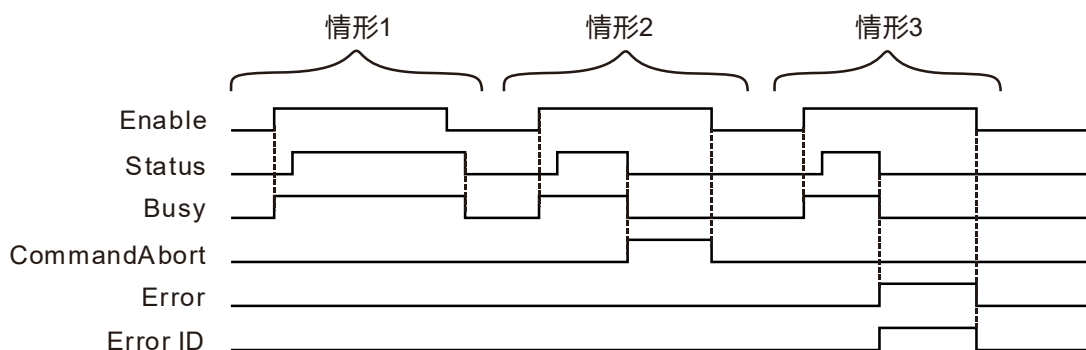 情形1 情形2 情形3
Enable
Status
Busy
CommandAbort
Error
Error ID